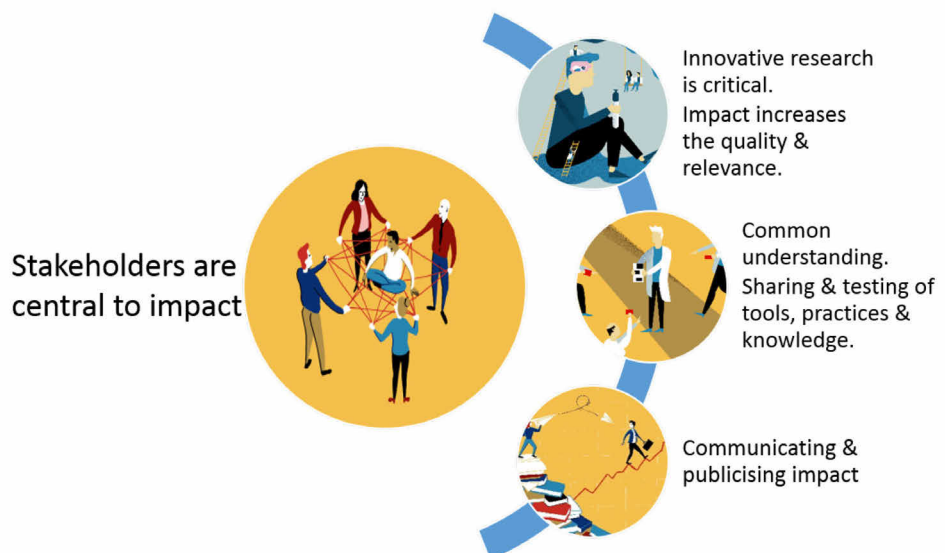 Stakeholders are
central to impact
Innovative research
is critical.
Impact increases
the quality &
relevance.
Common
understanding.
Sharing & testing of
tools, practices &
knowledge.
Communicating &
publicising impact